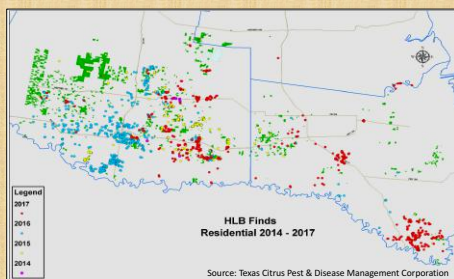 Legend
2017
2016
2015
2014
HLB Finds
Residential 2014 - 2017
Source: Texas Citrus Pest & Disease Management Corporation